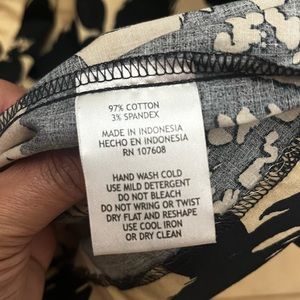 97% COTTON
3% SPANDEX
MADE IN INDONESIA
HECHO EN INDONESIA
RN 107608
HAND WASH COLD
USE MILD DETERGENT
DO NOT BLEACH
DO NOT WRING OR TWIST
DRY FLAT AND RESHAPE
USE COOL IRON
OR DRY CLEAN